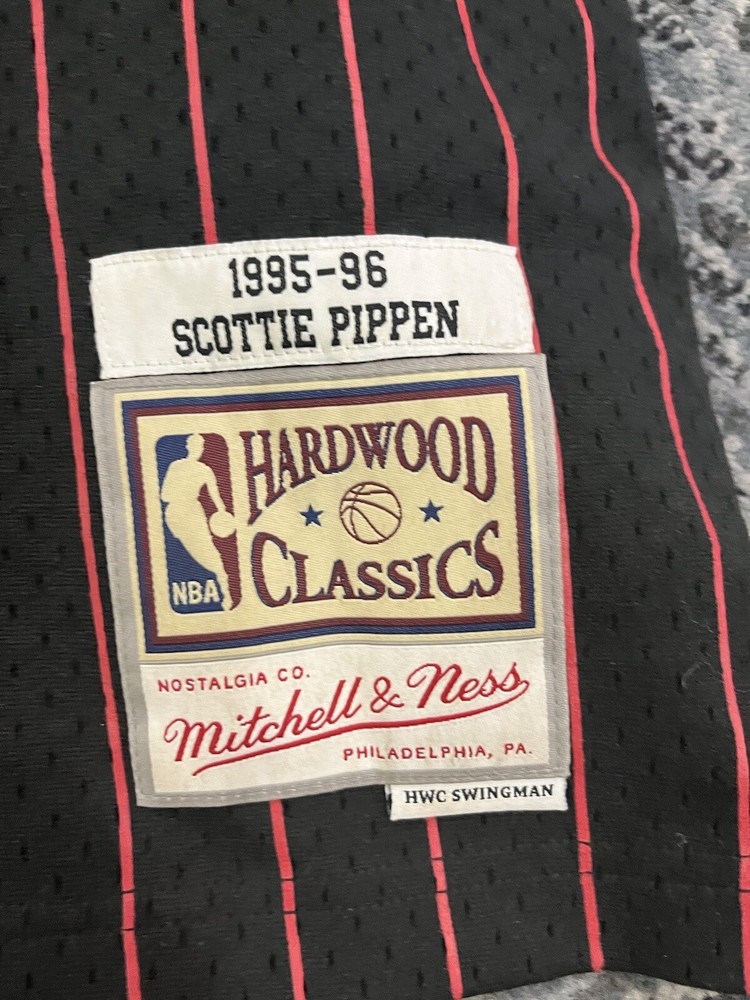 1995-96
SCOTTIE PIPPEN
HARDWOOD
CLASSICS
NBA
NOSTALGIA CO.
Mitchell & Ness
PHILADELPHIA, PA.
HWC SWINGMAN